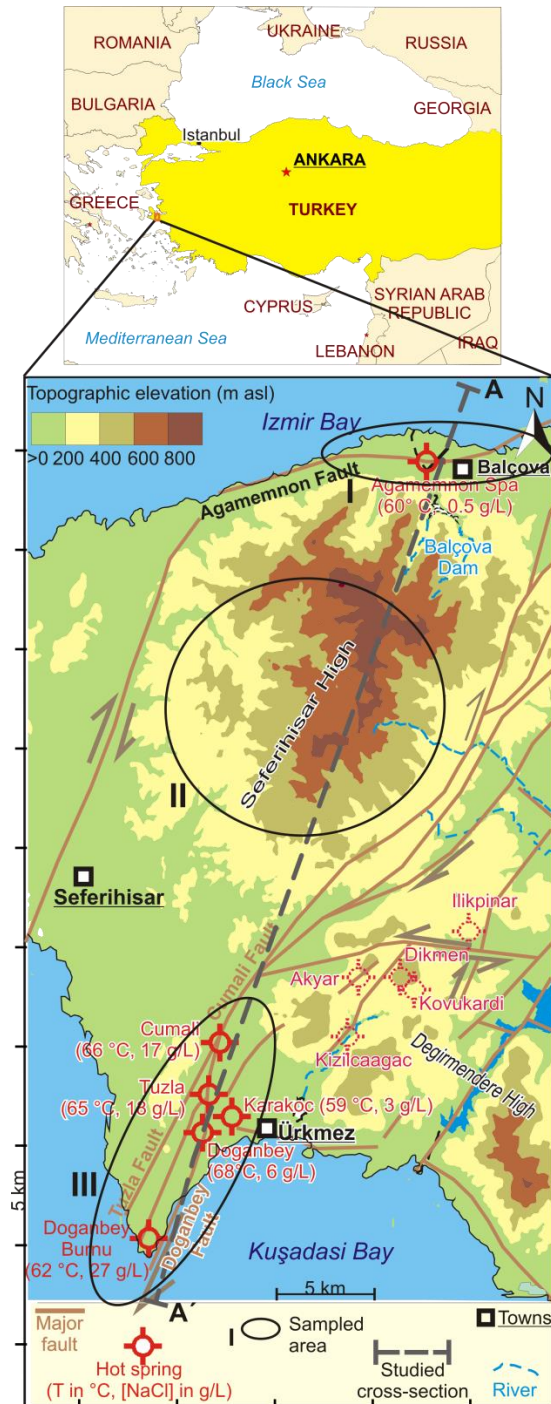 ROMANIA
UKRAINE
RUSSIA
Black Sea
BULGARIA
GEORGIA
Istanbul
ANKARA
GREECE
TURKEY
CYPRUS
SYRIAN ARAB
REPUBLIC
Mediterranean Sea
LEBANON
IRAQ
Topographic elevation (m asl)
>0 200 400 600 800
Izmir Bay
A
N
Agamemnon Fault
I
Balçova
Agamemnon Spa
(60° C, 0.5 g/L)
Balçova
Dam
Seferihisar High
II
Seferihisar
Ilikpinar
Cumali Fault
Dikmen
Akyar
Kovukardi
Cumali
(66 °C, 17 g/L)
Kizilcaagac
Degirmendere High
Tuzla
(65 °C, 18 g/L)
Karakoc (59 °C, 3 g/L)
Ürkmez
Doganbey
(68°C, 6 g/L)
III
Tuzla Fault
Doganbey
Fault
Doganbey
Burnu
(62 °C, 27 g/L)
Kuşadasi Bay
5 km
5 km
A´
Major
fault
I
Sampled
area
Towns
Hot spring
(T in °C, [NaCl] in g/L)
Studied
cross-section
River